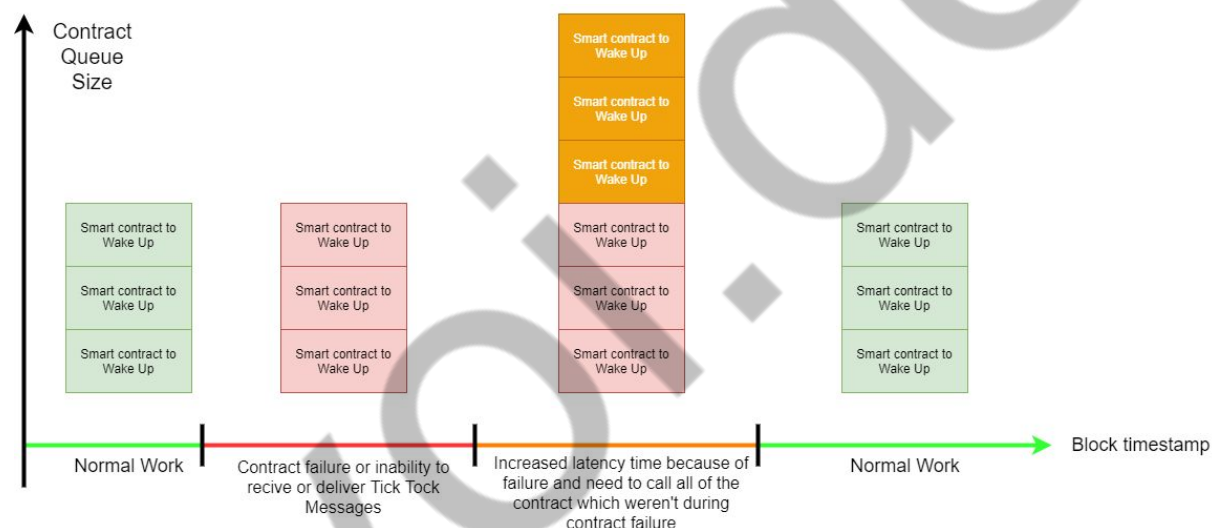 Contract
Queue
Size
Smart contract to
Wake Up
Smart contract to
Wake Up
Smart contract to
Wake Up
Smart contract to
Wake Up
Smart contract to
Wake Up
Smart contract to
Wake Up
Smart contract to
Wake Up
Smart contract to
Wake Up
Smart contract to
Wake Up
Smart contract to
Wake Up
Smart contract to
Wake Up
Smart contract to
Wake Up
Smart contract to
Wake Up
Smart contract to
Wake Up
Smart contract to
Wake Up
Normal Work
Contract failure or inability to
recive or deliver Tick Tock
Messages
Increased latency time because of
failure and need to call all of the
contract which weren't during
contract failure
Normal Work
Block timestamp